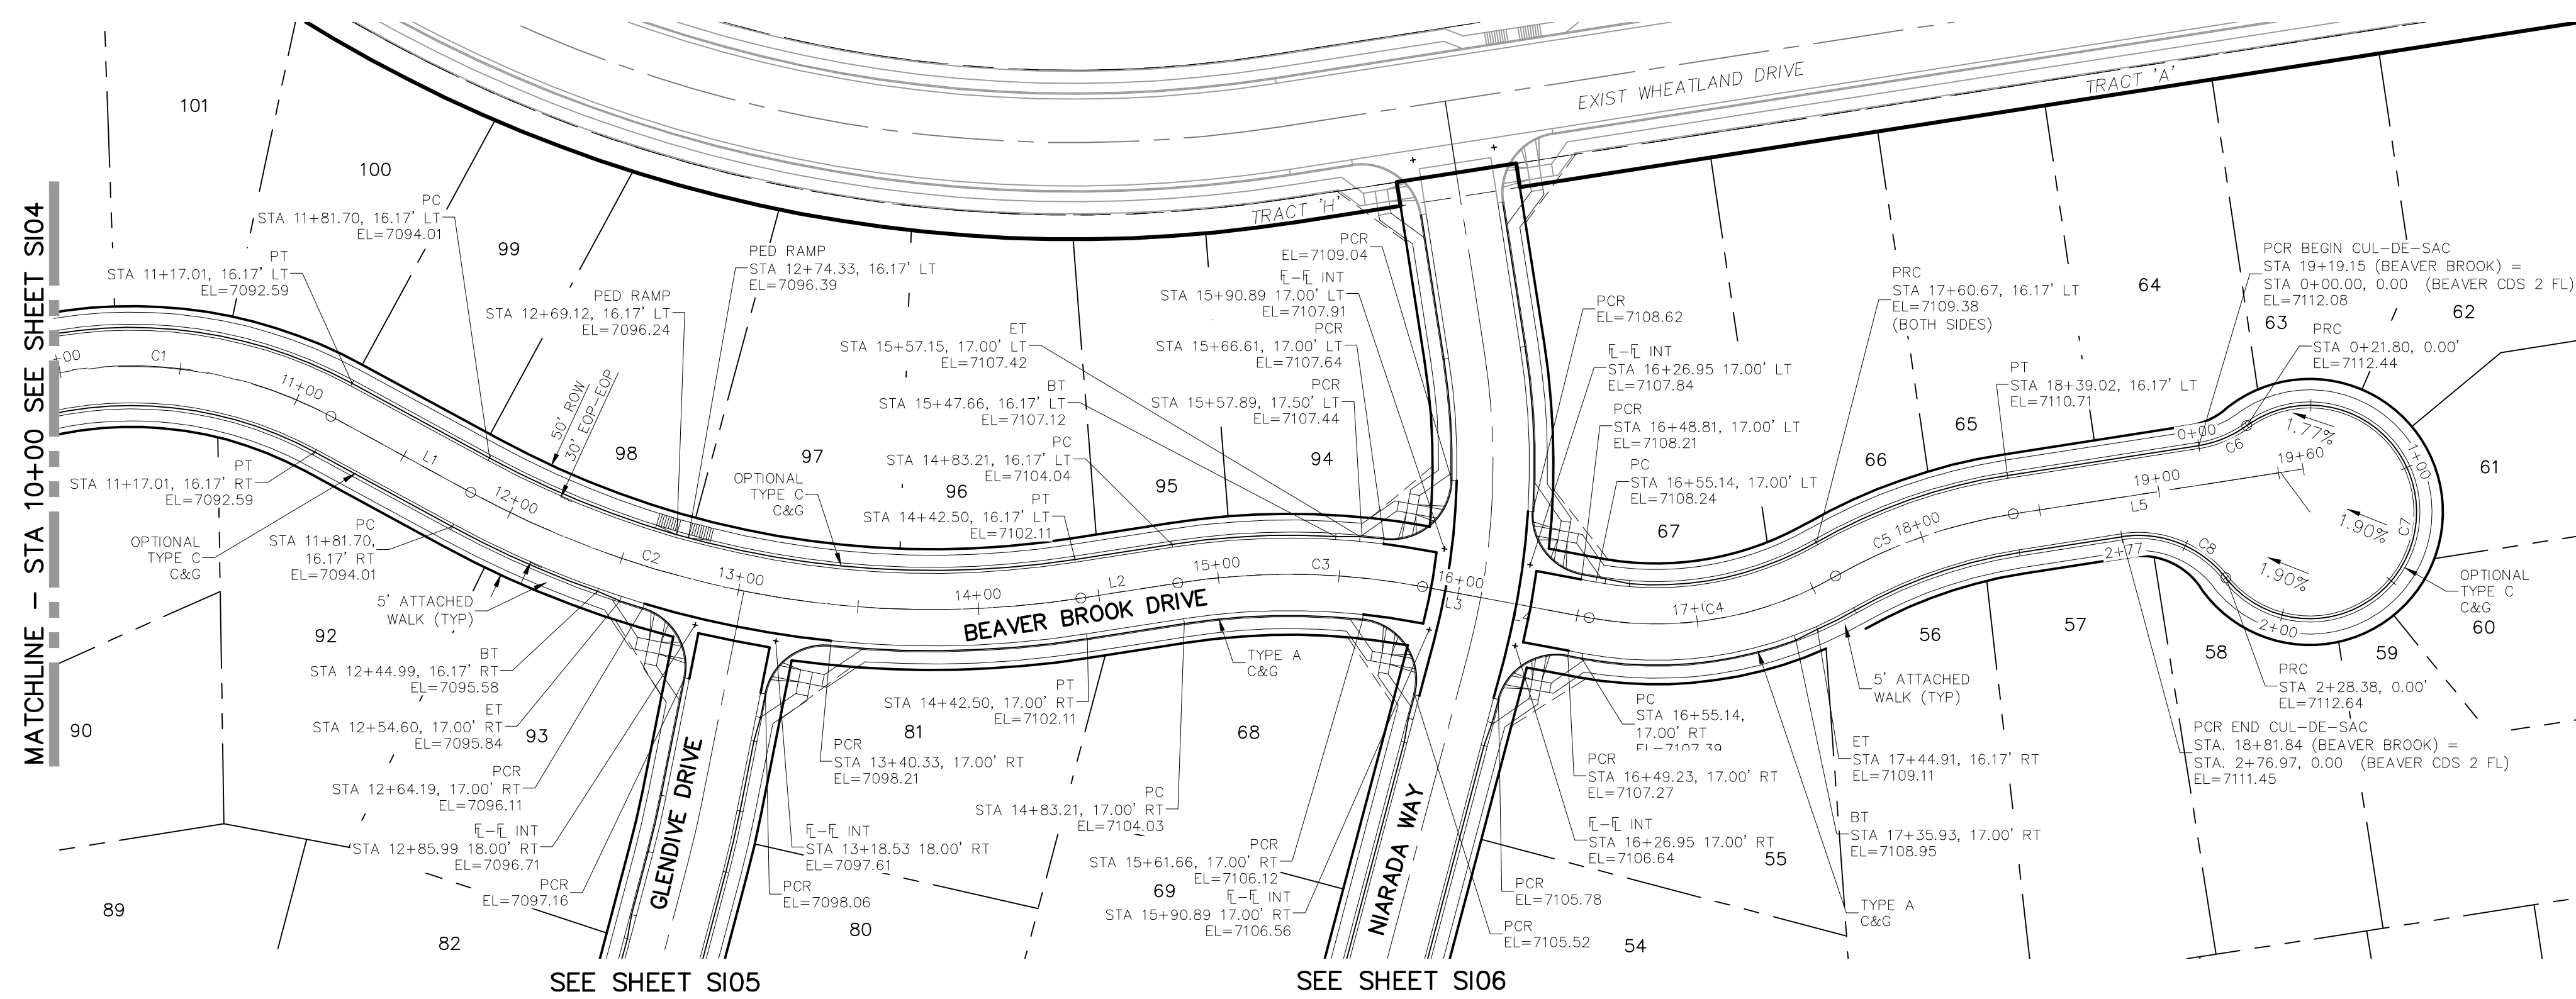 EXIST WHEATLAND DRIVE
TRACT 'A'
TRACT 'H'
MATCHLINE - STA 10+00 SEE SHEET SI04
101
100
99
98
97
96
95
94
PC
STA 11+81.70, 16.17' LT
EL=7094.01
PT
STA 11+17.01, 16.17' LT
EL=7092.59
PED RAMP
STA 12+74.33, 16.17' LT
EL=7096.39
PED RAMP
STA 12+69.12, 16.17' LT
EL=7096.24
PCR
EL=7109.04
℄-℄ INT
STA 15+90.89 17.00' LT
EL=7107.91
PCR
STA 15+66.61, 17.00' LT
EL=7107.64
ET
STA 15+57.15, 17.00' LT
EL=7107.42
BT
STA 15+47.66, 16.17' LT
EL=7107.12
PCR
STA 15+57.89, 17.50' LT
EL=7107.44
PC
STA 14+83.21, 16.17' LT
EL=7104.04
PT
STA 14+42.50, 16.17' LT
EL=7102.11
OPTIONAL
TYPE C
C&G
50' ROW
30' EOP-EOP
PCR
EL=7108.62
℄-℄ INT
STA 16+26.95 17.00' LT
EL=7107.84
PCR
STA 16+48.81, 17.00' LT
EL=7108.21
PC
STA 16+55.14, 17.00' LT
EL=7108.24
PRC
STA 17+60.67, 16.17' LT
EL=7109.38
(BOTH SIDES)
PT
STA 18+39.02, 16.17' LT
EL=7110.71
PCR BEGIN CUL-DE-SAC
STA 19+19.15 (BEAVER BROOK) =
STA 0+00.00, 0.00 (BEAVER CDS 2 FL)
EL=7112.08
PRC
STA 0+21.80, 0.00'
EL=7112.44
67
66
65
64
63
62
61
60
59
58
57
56
55
54
+00
C1
11+00
L1
12+00
C2
13+00
14+00
L2
15+00
C3
16+00
L3
C4
C5
18+00
19+00
L5
19+60
0+00
C6
1+00
C7
2+00
C8
2+77
1.77%
1.90%
1.90%
BEAVER BROOK DRIVE
GLENDIVE DRIVE
NIARADA WAY
PT
STA 11+17.01, 16.17' RT
EL=7092.59
OPTIONAL
TYPE C
C&G
PC
STA 11+81.70,
16.17' RT
EL=7094.01
5' ATTACHED
WALK (TYP)
BT
STA 12+44.99, 16.17' RT
EL=7095.58
ET
STA 12+54.60, 17.00' RT
EL=7095.84
PCR
STA 12+64.19, 17.00' RT
EL=7096.11
℄-℄ INT
STA 12+85.99 18.00' RT
EL=7096.71
PCR
EL=7097.16
PCR
STA 13+40.33, 17.00' RT
EL=7098.21
℄-℄ INT
STA 13+18.53 18.00' RT
EL=7097.61
PCR
EL=7098.06
PT
STA 14+42.50, 17.00' RT
EL=7102.11
PC
STA 14+83.21, 17.00' RT
EL=7104.03
TYPE A
C&G
PCR
STA 15+61.66, 17.00' RT
EL=7106.12
℄-℄ INT
STA 15+90.89 17.00' RT
EL=7106.56
PCR
EL=7105.52
PCR
EL=7105.78
℄-℄ INT
STA 16+26.95 17.00' RT
EL=7106.64
PCR
STA 16+49.23, 17.00' RT
EL=7107.27
PC
STA 16+55.14,
17.00' RT
EL=7107.39
5' ATTACHED
WALK (TYP)
ET
STA 17+44.91, 16.17' RT
EL=7109.11
BT
STA 17+35.93, 17.00' RT
EL=7108.95
TYPE A
C&G
OPTIONAL
TYPE C
C&G
PRC
STA 2+28.38, 0.00'
EL=7112.64
PCR END CUL-DE-SAC
STA. 18+81.84 (BEAVER BROOK) =
STA. 2+76.97, 0.00 (BEAVER CDS 2 FL)
EL=7111.45
92
93
90
89
82
81
80
68
69
SEE SHEET SI05
SEE SHEET SI06